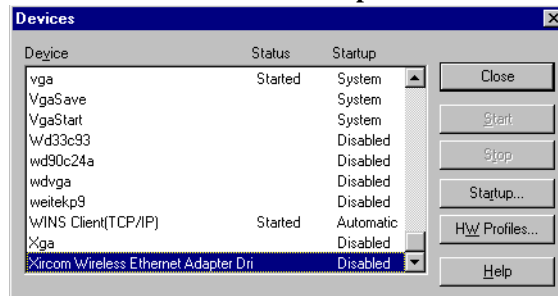 Devices
Device Status Startup
vga Started System
VgaSave System
VgaStart System
Wd33c93 Disabled
wd90c24a Disabled
wdvga Disabled
weitekp9 Disabled
WINS Client(TCP/IP) Started Automatic
Xga Disabled
Xircom Wireless Ethernet Adapter Dri Disabled
Close
Start
Stop
Startup...
HW Profiles...
Help